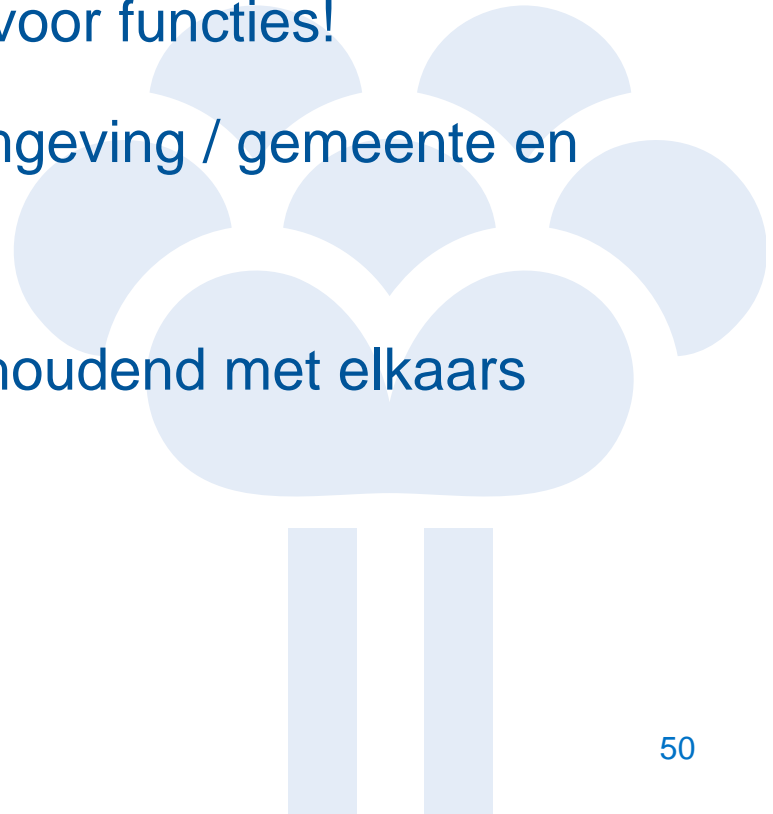 voor functies!
ngeving / gemeente en
houdend met elkaars
50